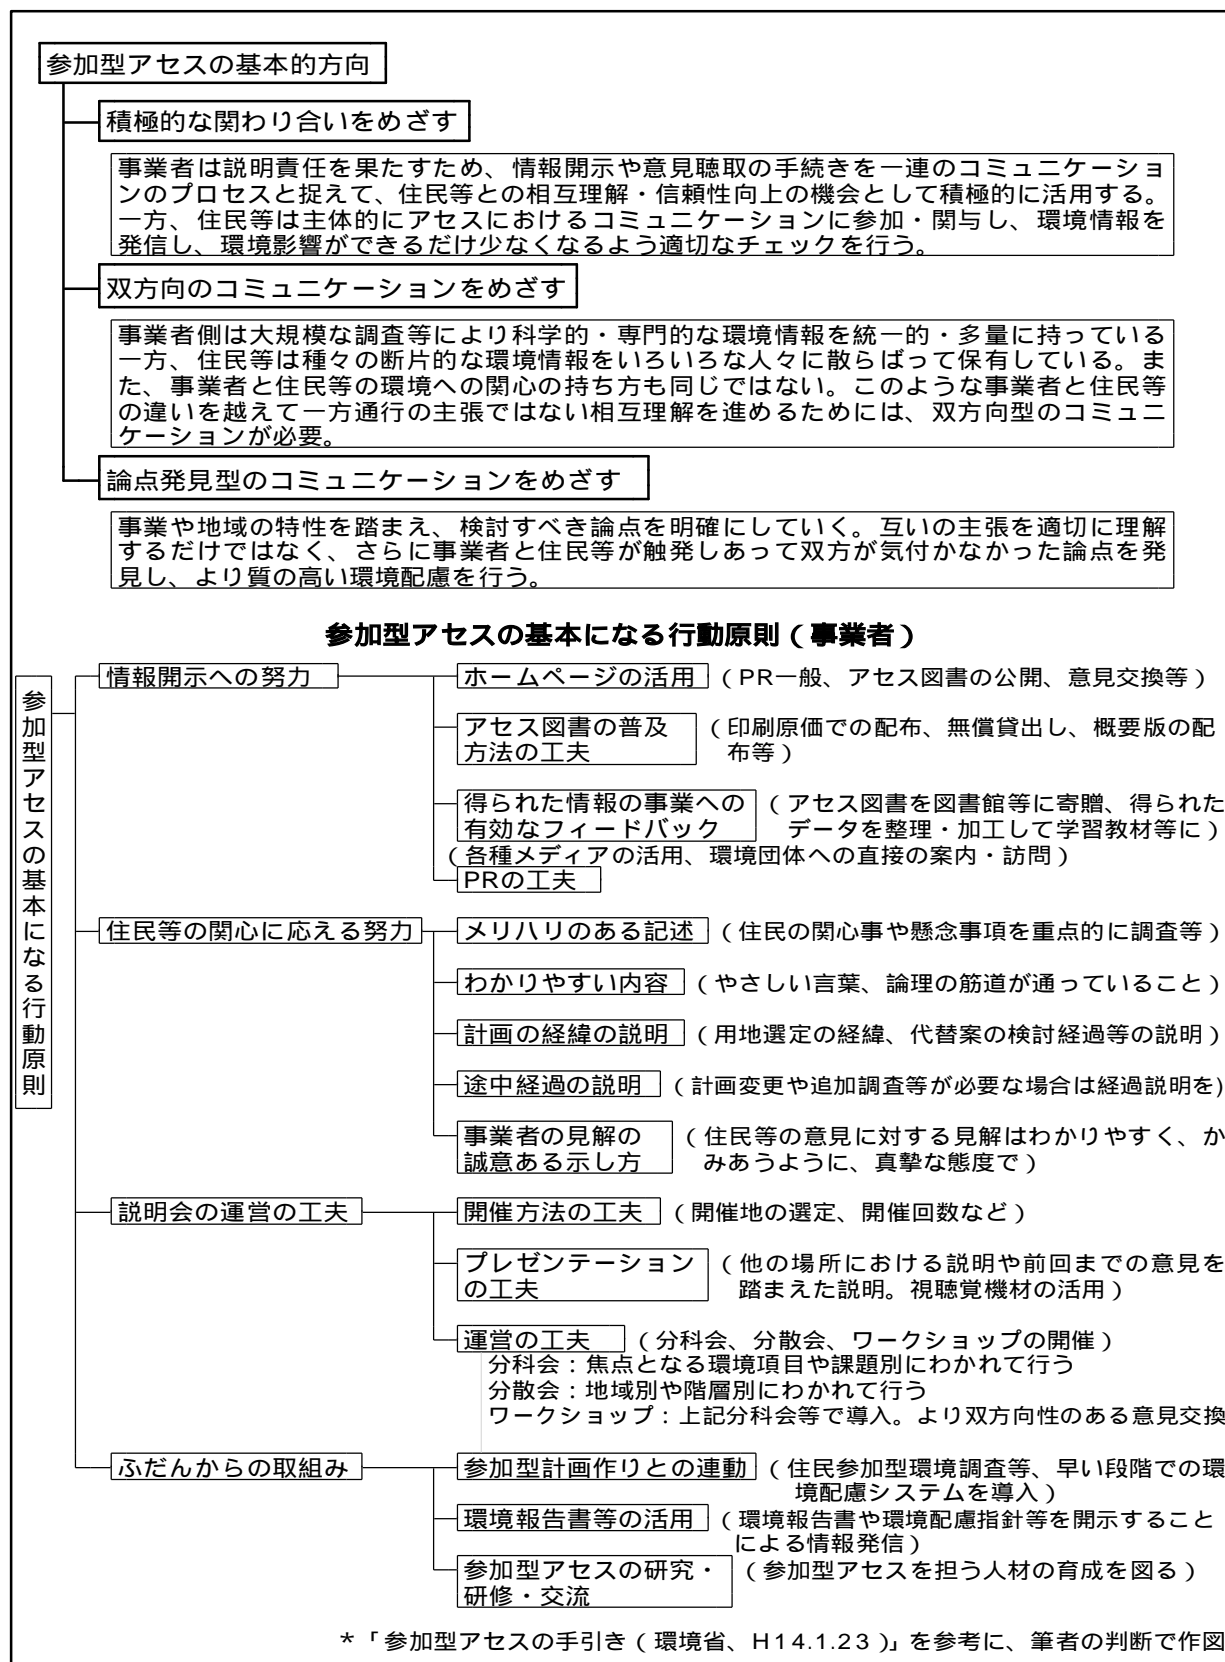 参加型アセスの基本的方向
積極的な関わり合いをめざす
事業者は説明責任を果たすため、情報開示や意見聴取の手続きを一連のコミュニケーショ
ンのプロセスと捉えて、住民等との相互理解・信頼性向上の機会として積極的に活用する。
一方、住民等は主体的にアセスにおけるコミュニケーションに参加・関与し、環境情報を
発信し、環境影響ができるだけ少なくなるよう適切なチェックを行う。
双方向のコミュニケーションをめざす
事業者側は大規模な調査等により科学的・専門的な環境情報を統一的・多量に持っている
一方、住民等は種々の断片的な環境情報をいろいろな人々に散らばって保有している。ま
た、事業者と住民等の環境への関心の持ち方も同じではない。このような事業者と住民等
の違いを越えて一方通行の主張ではない相互理解を進めるためには、双方向型のコミュニ
ケーションが必要。
論点発見型のコミュニケーションをめざす
事業や地域の特性を踏まえ、検討すべき論点を明確にしていく。互いの主張を適切に理解
するだけではなく、さらに事業者と住民等が触発しあって双方が気付かなかった論点を発
見し、より質の高い環境配慮を行う。
参加型アセスの基本になる行動原則（事業者）
参加型アセスの基本になる行動原則
情報開示への努力
ホームページの活用（PR一般、アセス図書の公開、意見交換等）
アセス図書の普及（印刷原価での配布、無償貸出し、概要版の配
方法の工夫 布等）
得られた情報の事業への（アセス図書を図書館等に寄贈、得られた
有効なフィードバック データを整理・加工して学習教材等に）
（各種メディアの活用、環境団体への直接の案内・訪問）
PRの工夫
住民等の関心に応える努力
メリハリのある記述（住民の関心事や懸念事項を重点的に調査等）
わかりやすい内容（やさしい言葉、論理の筋道が通っていること）
計画の経緯の説明（用地選定の経緯、代替案の検討経過等の説明）
途中経過の説明（計画変更や追加調査等が必要な場合は経過説明を)
事業者の見解の（住民等の意見に対する見解はわかりやすく、か
誠意ある示し方 みあうように、真摯な態度で）
説明会の運営の工夫
開催方法の工夫（開催地の選定、開催回数など）
プレゼンテーション（他の場所における説明や前回までの意見を
の工夫 踏まえた説明。視聴覚機材の活用）
運営の工夫（分科会、分散会、ワークショップの開催）
分科会：焦点となる環境項目や課題別にわかれて行う
分散会：地域別や階層別にわかれて行う
ワークショップ：上記分科会等で導入。より双方向性のある意見交換
ふだんからの取組み
参加型計画作りとの連動（住民参加型環境調査等、早い段階での環
境配慮システムを導入）
環境報告書等の活用（環境報告書や環境配慮指針等を開示すること
による情報発信）
参加型アセスの研究・（参加型アセスを担う人材の育成を図る）
研修・交流
＊「参加型アセスの手引き（環境省、H14.1.23）」を参考に、筆者の判断で作図